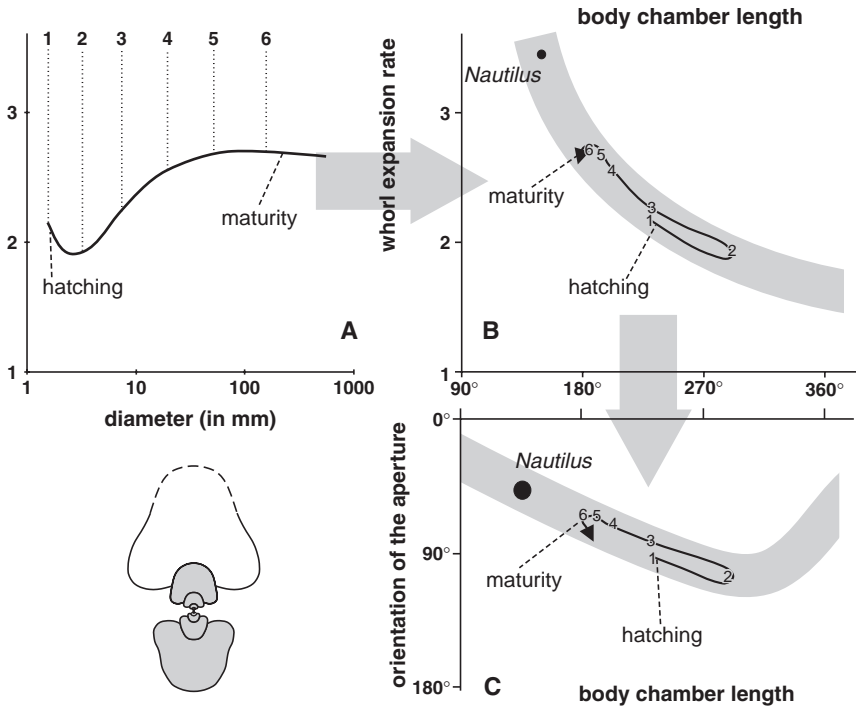 1 2 3 4 5 6
3
2
1
hatching
maturity
A
1 10 100 1000
diameter (in mm)
body chamber length
whorl expansion rate
3
2
1
Nautilus
6 5
4
3
1
2
maturity
hatching
B
90° 180° 270° 360°
orientation of the aperture
0°
90°
180°
Nautilus
6 5 4
3
1
2
maturity
hatching
C
body chamber length